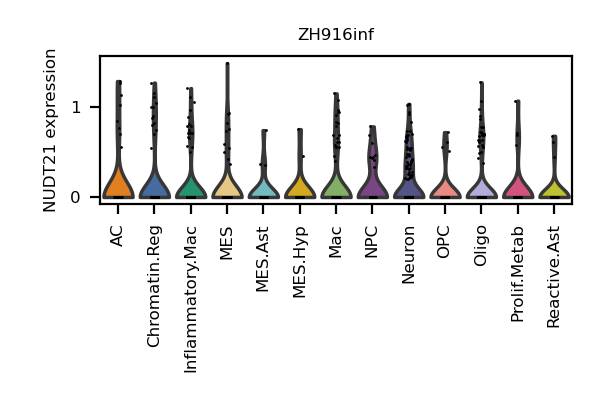 ZH916inf
NUDT21 expression
1
0
AC
Chromatin.Reg
Inflammatory.Mac
MES
MES.Ast
MES.Hyp
Mac
NPC
Neuron
OPC
Oligo
Prolif.Metab
Reactive.Ast